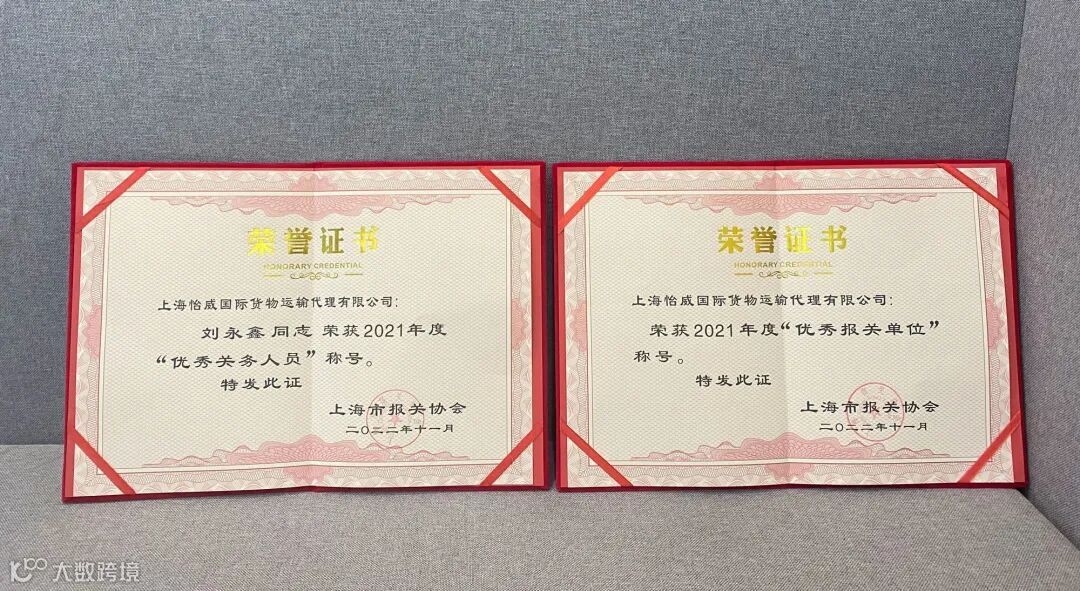 荣誉证书
HONORARY CREDENTIAL
上海怡威国际货物运输代理有限公司:
刘永鑫 同志 荣获2021年度
“优秀关务人员”称号。
特发此证
上海市报关协会
二〇二二年十一月
荣誉证书
HONORARY CREDENTIAL
上海怡威国际货物运输代理有限公司:
荣获2021年度“优秀报关单位”
称号。
特发此证
上海市报关协会
二〇二二年十一月
大数跨境